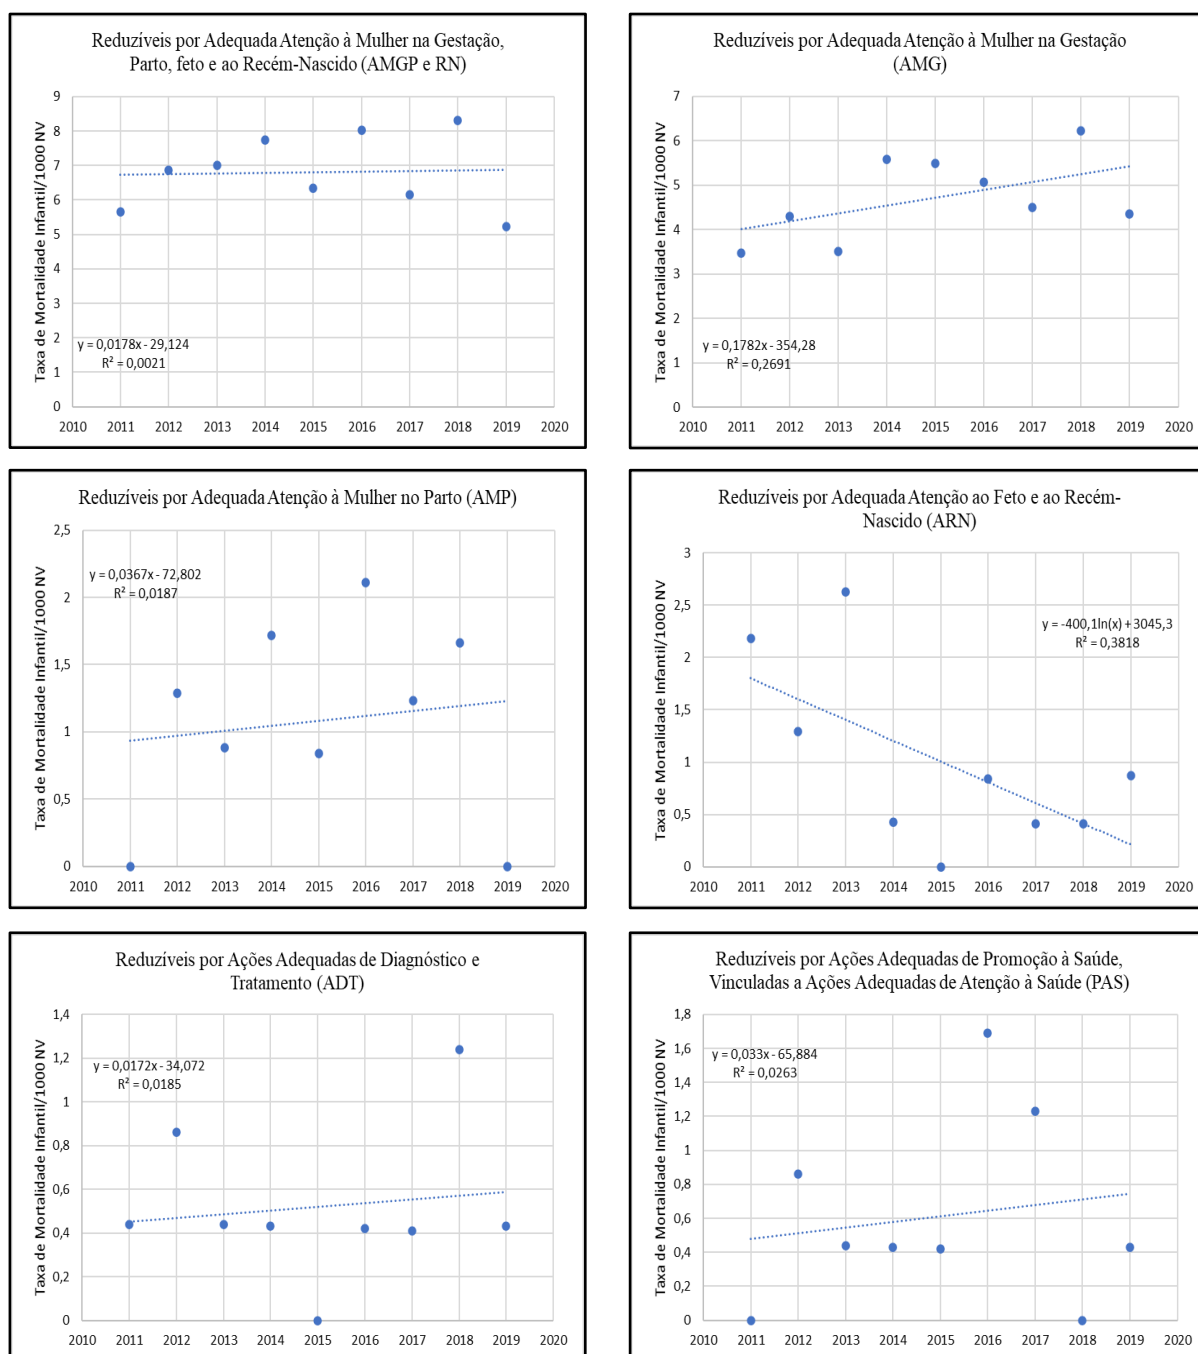 Reduzíveis por Adequada Atenção à Mulher na Gestação,
Parto, feto e ao Recém-Nascido (AMGP e RN)
Taxa de Mortalidade Infantil/1000 NV
9
8
7
6
5
4
3
2
1
0
y = 0,0178x - 29,124
R² = 0,0021
2010 2011 2012 2013 2014 2015 2016 2017 2018 2019 2020
Reduzíveis por Adequada Atenção à Mulher na Gestação
(AMG)
Taxa de Mortalidade Infantil/1000 NV
7
6
5
4
3
2
1
0
y = 0,1782x - 354,28
R² = 0,2691
2010 2011 2012 2013 2014 2015 2016 2017 2018 2019 2020
Reduzíveis por Adequada Atenção à Mulher no Parto (AMP)
Taxa de Mortalidade Infantil/1000 NV
2,5
2
1,5
1
0,5
0
y = 0,0367x - 72,802
R² = 0,0187
2010 2011 2012 2013 2014 2015 2016 2017 2018 2019 2020
Reduzíveis por Adequada Atenção ao Feto e ao Recém-
Nascido (ARN)
Taxa de Mortalidade Infantil/1000 NV
3
2,5
2
1,5
1
0,5
0
y = -400,1ln(x) + 3045,3
R² = 0,3818
2010 2011 2012 2013 2014 2015 2016 2017 2018 2019 2020
Reduzíveis por Ações Adequadas de Diagnóstico e
Tratamento (ADT)
Taxa de Mortalidade Infantil/1000 NV
1,4
1,2
1
0,8
0,6
0,4
0,2
0
y = 0,0172x - 34,072
R² = 0,0185
2010 2011 2012 2013 2014 2015 2016 2017 2018 2019 2020
Reduzíveis por Ações Adequadas de Promoção à Saúde,
Vinculadas a Ações Adequadas de Atenção à Saúde (PAS)
Taxa de Mortalidade Infantil/1000 NV
1,8
1,6
1,4
1,2
1
0,8
0,6
0,4
0,2
0
y = 0,033x - 65,884
R² = 0,0263
2010 2011 2012 2013 2014 2015 2016 2017 2018 2019 2020